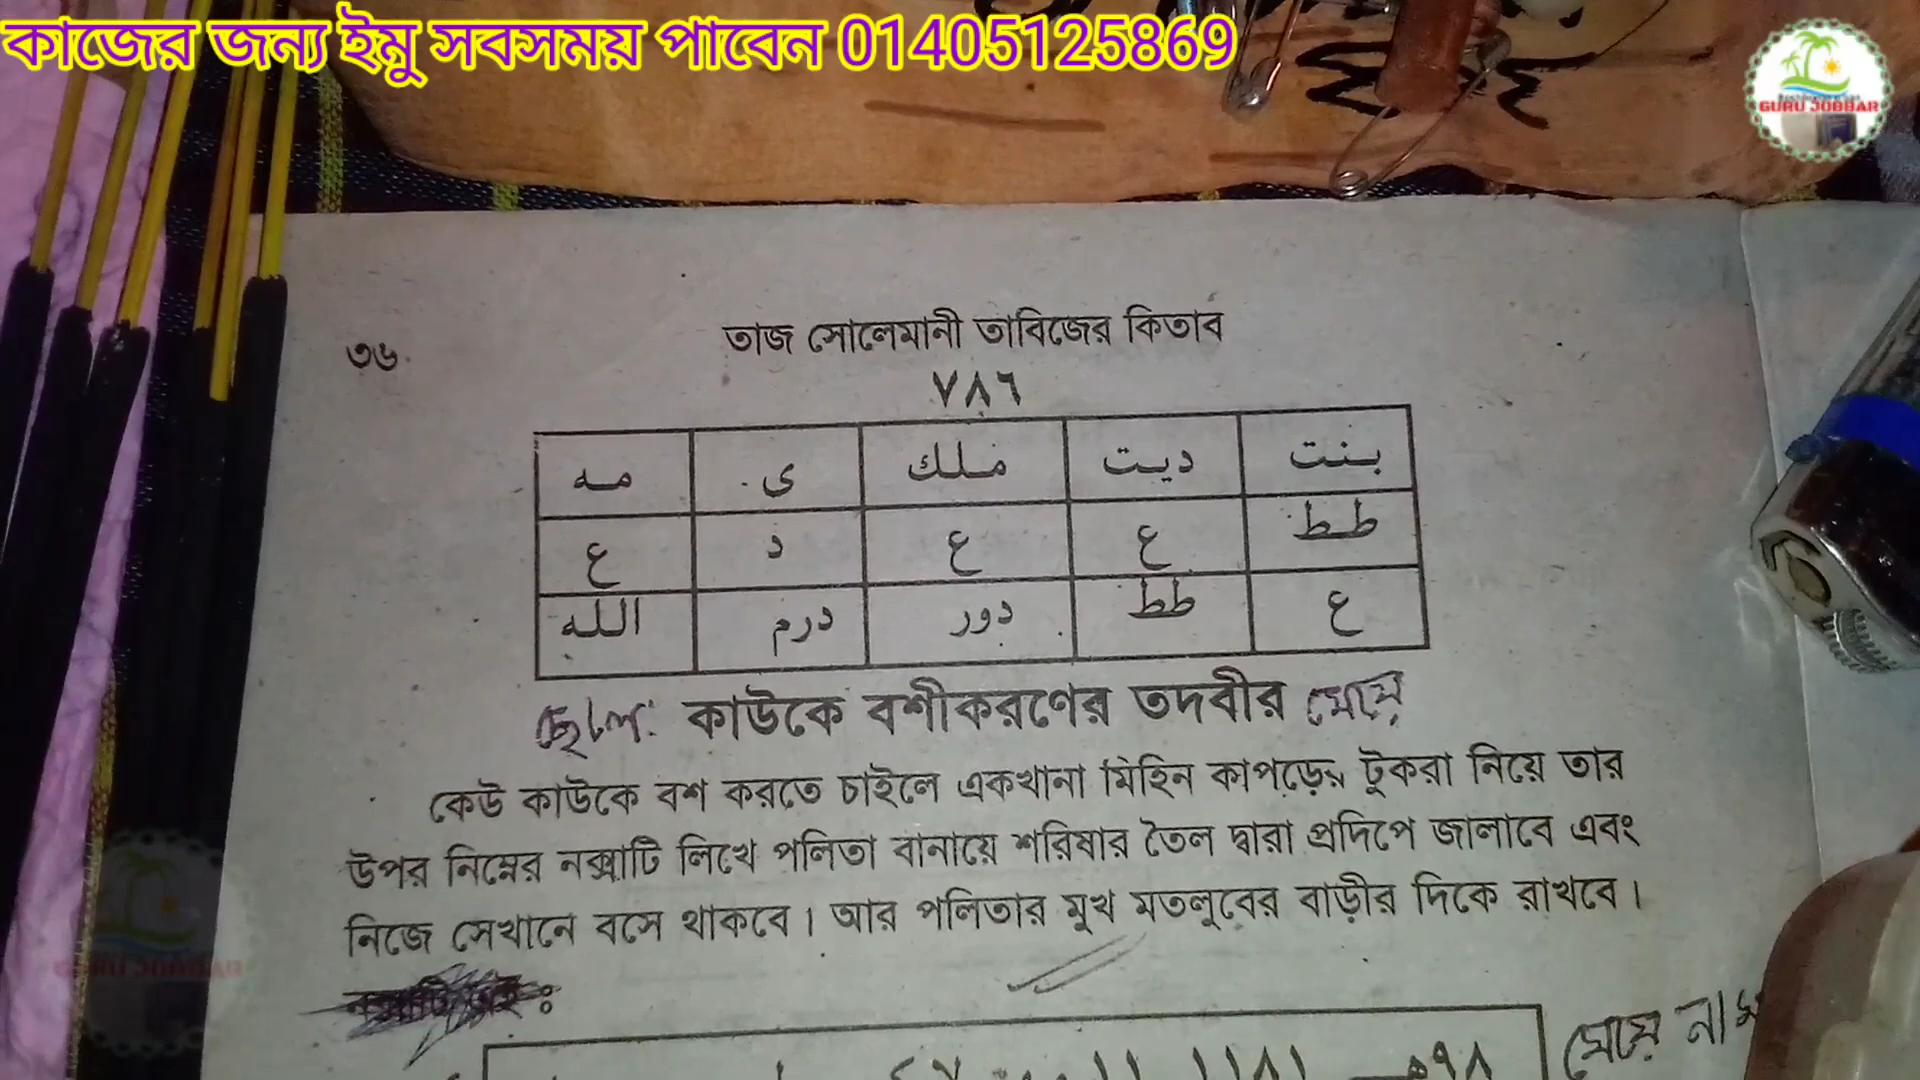 কাজের জন্য ইমু সবসময় পাবেন 01405125869
GURU JOBBAR
৩৬
তাজ সোলেমানী তাবিজের কিতাব
٧٨٦
بنت دیت ملك ی مه
طط ع ع د ع
ع طط دور درم الله
ছেলে: কাউকে বশীকরণের তদবীর মেয়ে
কেউ কাউকে বশ করতে চাইলে একখানা মিহিন কাপড়ের টুকরা নিয়ে তার
উপর নিম্নের নক্সাটি লিখে পলিতা বানায়ে শরিষার তৈল দ্বারা প্রদিপে জালাবে এবং
নিজে সেখানে বসে থাকবে। আর পলিতার মুখ মতলুবের বাড়ীর দিকে রাখবে।
মেয়ে নাম